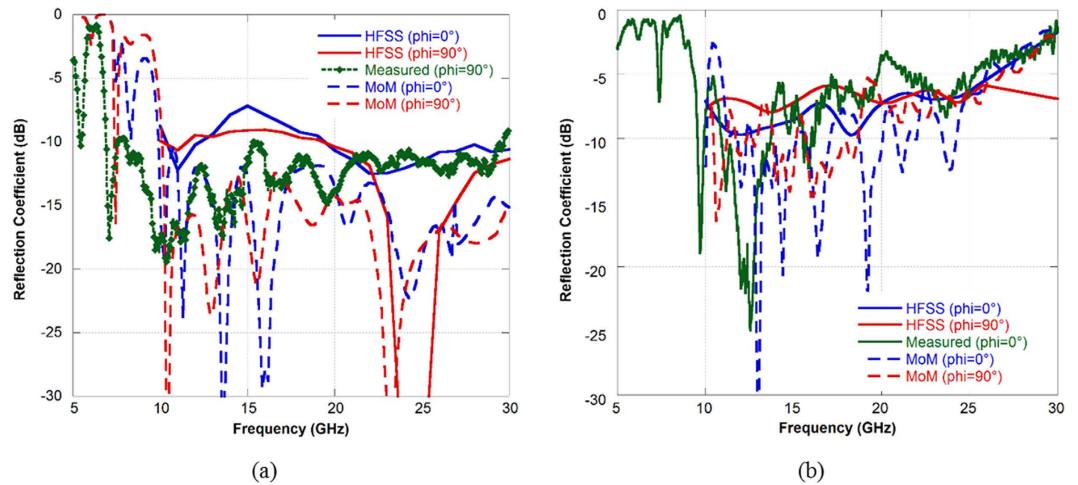 0
-5
-10
-15
-20
-25
-30
Reflection Coefficient (dB)
HFSS (phi=0°)
HFSS (phi=90°)
Measured (phi=90°)
MoM (phi=0°)
MoM (phi=90°)
5 10 15 20 25 30
Frequency (GHz)
(a)
0
-5
-10
-15
-20
-25
-30
Reflection Coefficient (dB)
HFSS (phi=0°)
HFSS (phi=90°)
Measured (phi=0°)
MoM (phi=0°)
MoM (phi=90°)
5 10 15 20 25 30
Frequency (GHz)
(b)